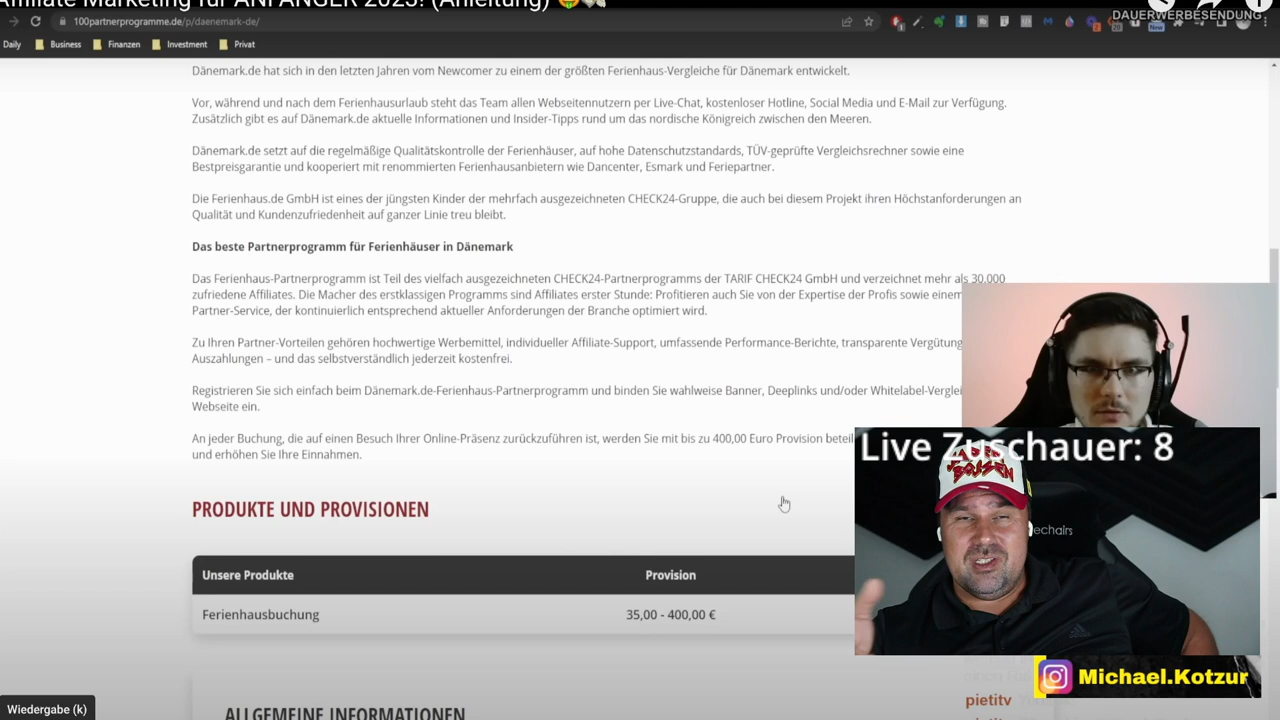 Affiliate Marketing für ANFÄNGER 2023! (Anleitung)
DAUERWERBESENDUNG
100partnerprogramme.de/p/daenemark-de/
Daily Business Finanzen Investment Privat
Dänemark.de hat sich in den letzten Jahren vom Newcomer zu einem der größten Ferienhaus-Vergleiche für Dänemark entwickelt.
Vor, während und nach dem Ferienhausurlaub steht das Team allen Webseitennutzern per Live-Chat, kostenloser Hotline, Social Media und E-Mail zur Verfügung.
Zusätzlich gibt es auf Dänemark.de aktuelle Informationen und Insider-Tipps rund um das nordische Königreich zwischen den Meeren.
Dänemark.de setzt auf die regelmäßige Qualitätskontrolle der Ferienhäuser, auf hohe Datenschutzstandards, TÜV-geprüfte Vergleichsrechner sowie eine
Bestpreisgarantie und kooperiert mit renommierten Ferienhausanbietern wie Dancenter, Esmark und Feriepartner.
Die Ferienhaus.de GmbH ist eines der jüngsten Kinder der mehrfach ausgezeichneten CHECK24-Gruppe, die auch bei diesem Projekt ihren Höchstanforderungen an
Qualität und Kundenzufriedenheit auf ganzer Linie treu bleibt.
Das beste Partnerprogramm für Ferienhäuser in Dänemark
Das Ferienhaus-Partnerprogramm ist Teil des vielfach ausgezeichneten CHECK24-Partnerprogramms der TARIF CHECK24 GmbH und verzeichnet mehr als 30.000
zufriedene Affiliates. Die Macher des erstklassigen Programms sind Affiliates erster Stunde: Profitieren auch Sie von der Expertise der Profis sowie einem
Partner-Service, der kontinuierlich entsprechend aktueller Anforderungen der Branche optimiert wird.
Zu Ihren Partner-Vorteilen gehören hochwertige Werbemittel, individueller Affiliate-Support, umfassende Performance-Berichte, transparente Vergütung
Auszahlungen – und das selbstverständlich jederzeit kostenfrei.
Registrieren Sie sich einfach beim Dänemark.de-Ferienhaus-Partnerprogramm und binden Sie wahlweise Banner, Deeplinks und/oder Whitelabel-Verglei
Webseite ein.
An jeder Buchung, die auf einen Besuch Ihrer Online-Präsenz zurückzuführen ist, werden Sie mit bis zu 400,00 Euro Provision beteil
und erhöhen Sie Ihre Einnahmen.
Live Zuschauer: 8
PRODUKTE UND PROVISIONEN
echairs
Unsere Produkte Provision
Ferienhausbuchung 35,00 - 400,00 €
Michael.Kotzur
pietitv
ALLGEMEINE INFORMATIONEN
Wiedergabe (k)